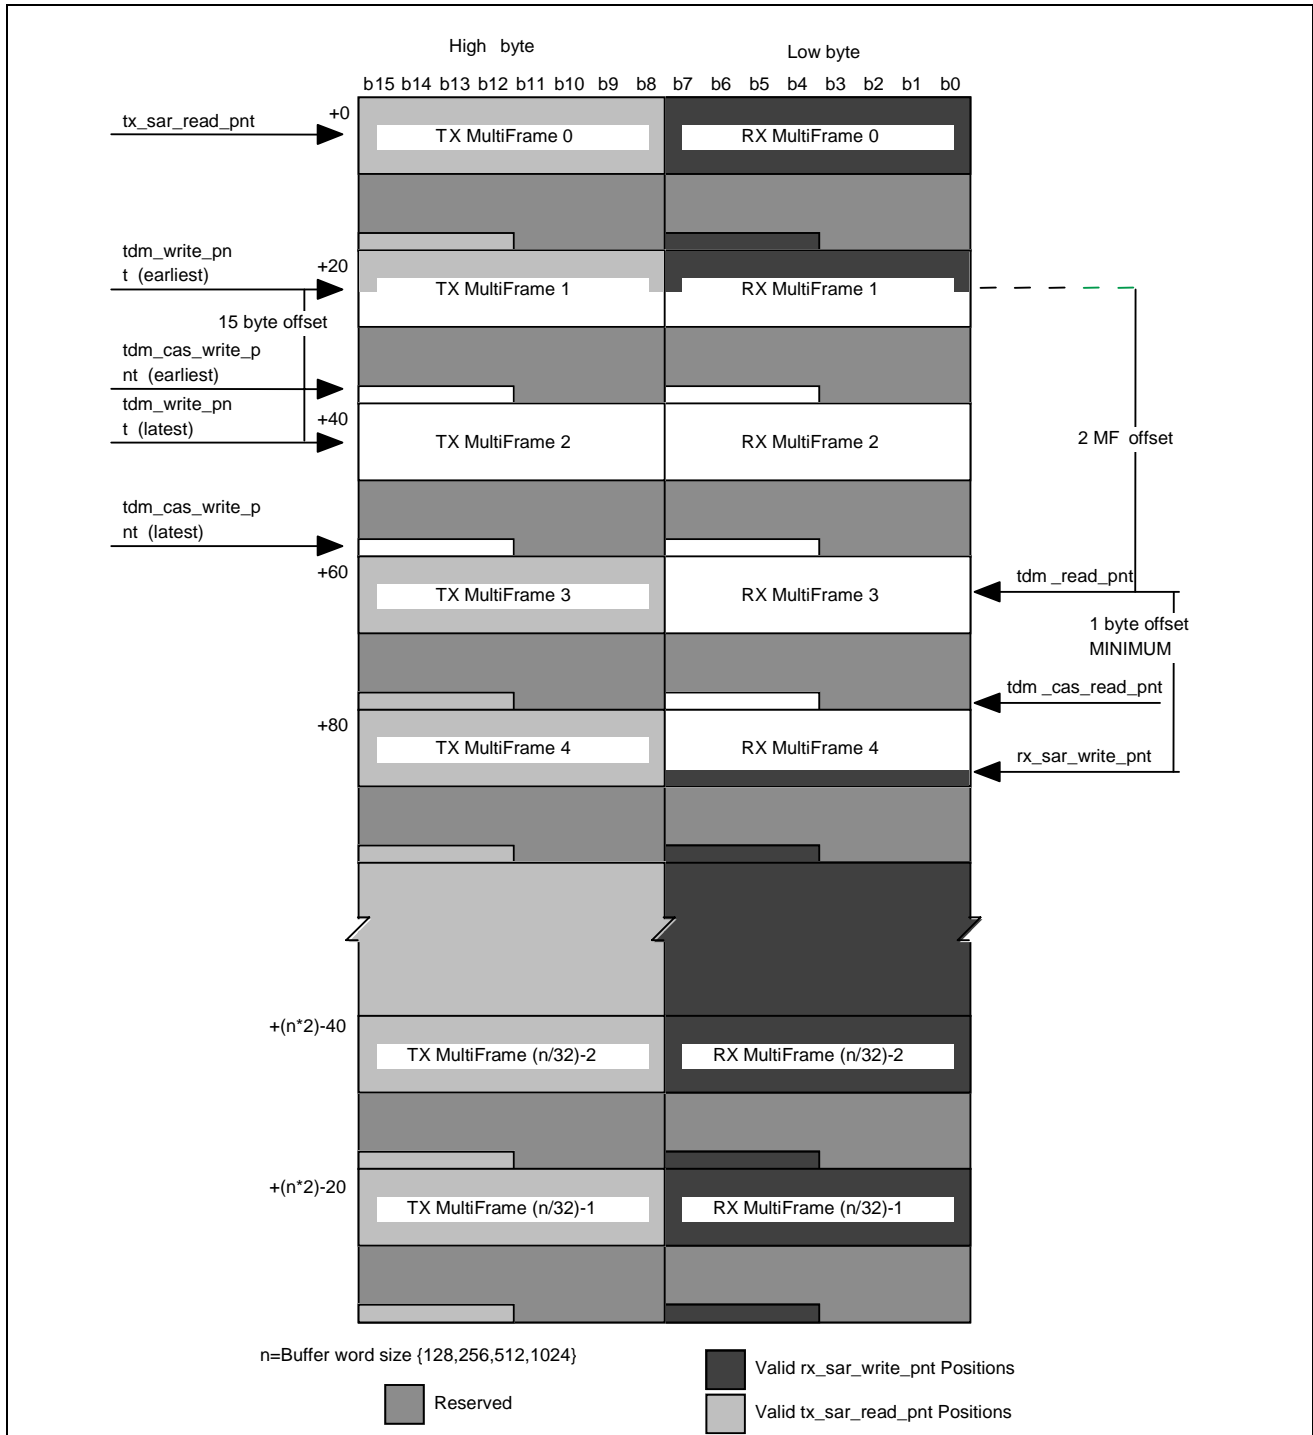 High byte
Low byte
b15 b14 b13 b12 b11 b10 b9 b8 b7 b6 b5 b4 b3 b2 b1 b0
tx_sar_read_pnt
+0
TX MultiFrame 0
RX MultiFrame 0
tdm_write_pn
t (earliest)
+20
TX MultiFrame 1
RX MultiFrame 1
15 byte offset
tdm_cas_write_p
nt (earliest)
tdm_write_pn
t (latest)
+40
TX MultiFrame 2
RX MultiFrame 2
2 MF offset
tdm_cas_write_p
nt (latest)
+60
TX MultiFrame 3
RX MultiFrame 3
tdm _read_pnt
1 byte offset
MINIMUM
tdm _cas_read_pnt
+80
TX MultiFrame 4
RX MultiFrame 4
rx_sar_write_pnt
+(n*2)-40
TX MultiFrame (n/32)-2
RX MultiFrame (n/32)-2
+(n*2)-20
TX MultiFrame (n/32)-1
RX MultiFrame (n/32)-1
n=Buffer word size {128,256,512,1024}
Reserved
Valid rx_sar_write_pnt Positions
Valid tx_sar_read_pnt Positions